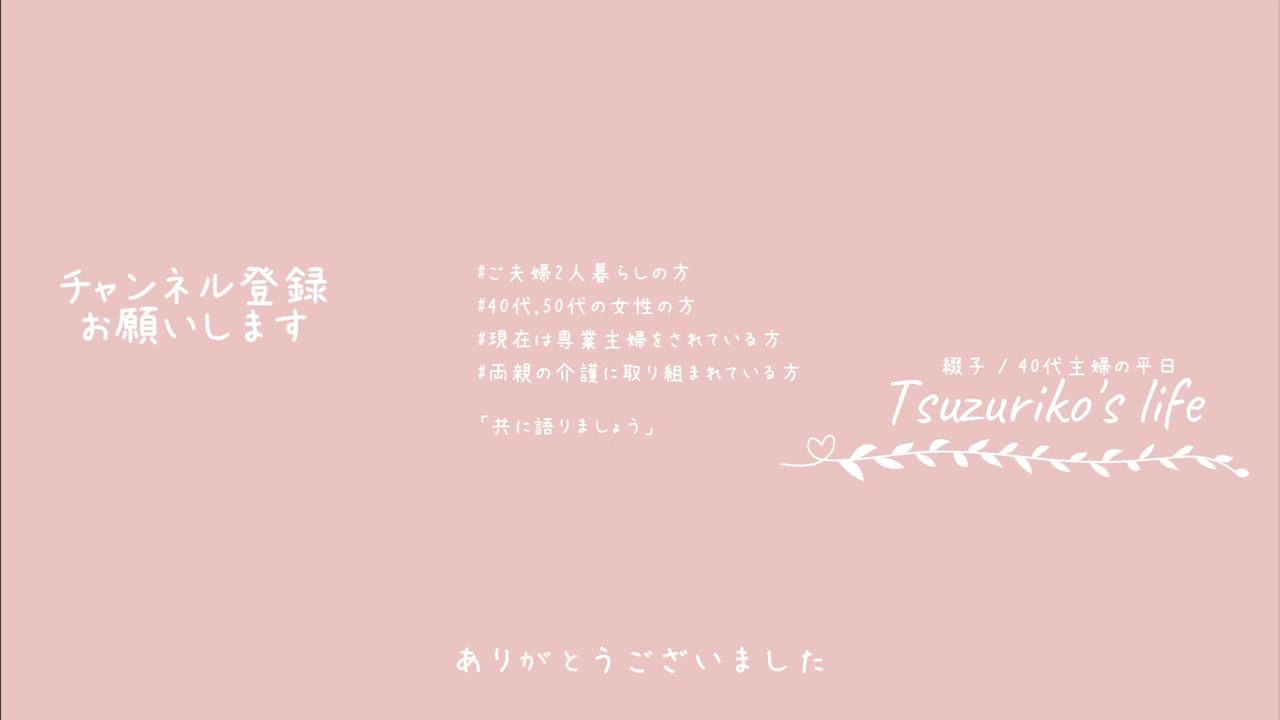 チャンネル登録
お願いします
#ご夫婦2人暮らしの方
#40代,50代の女性の方
#現在は専業主婦をされている方
#両親の介護に取り組まれている方
「共に語りましょう」
綴子 / 40代主婦の平日
Tsuzuriko's life
ありがとうございました